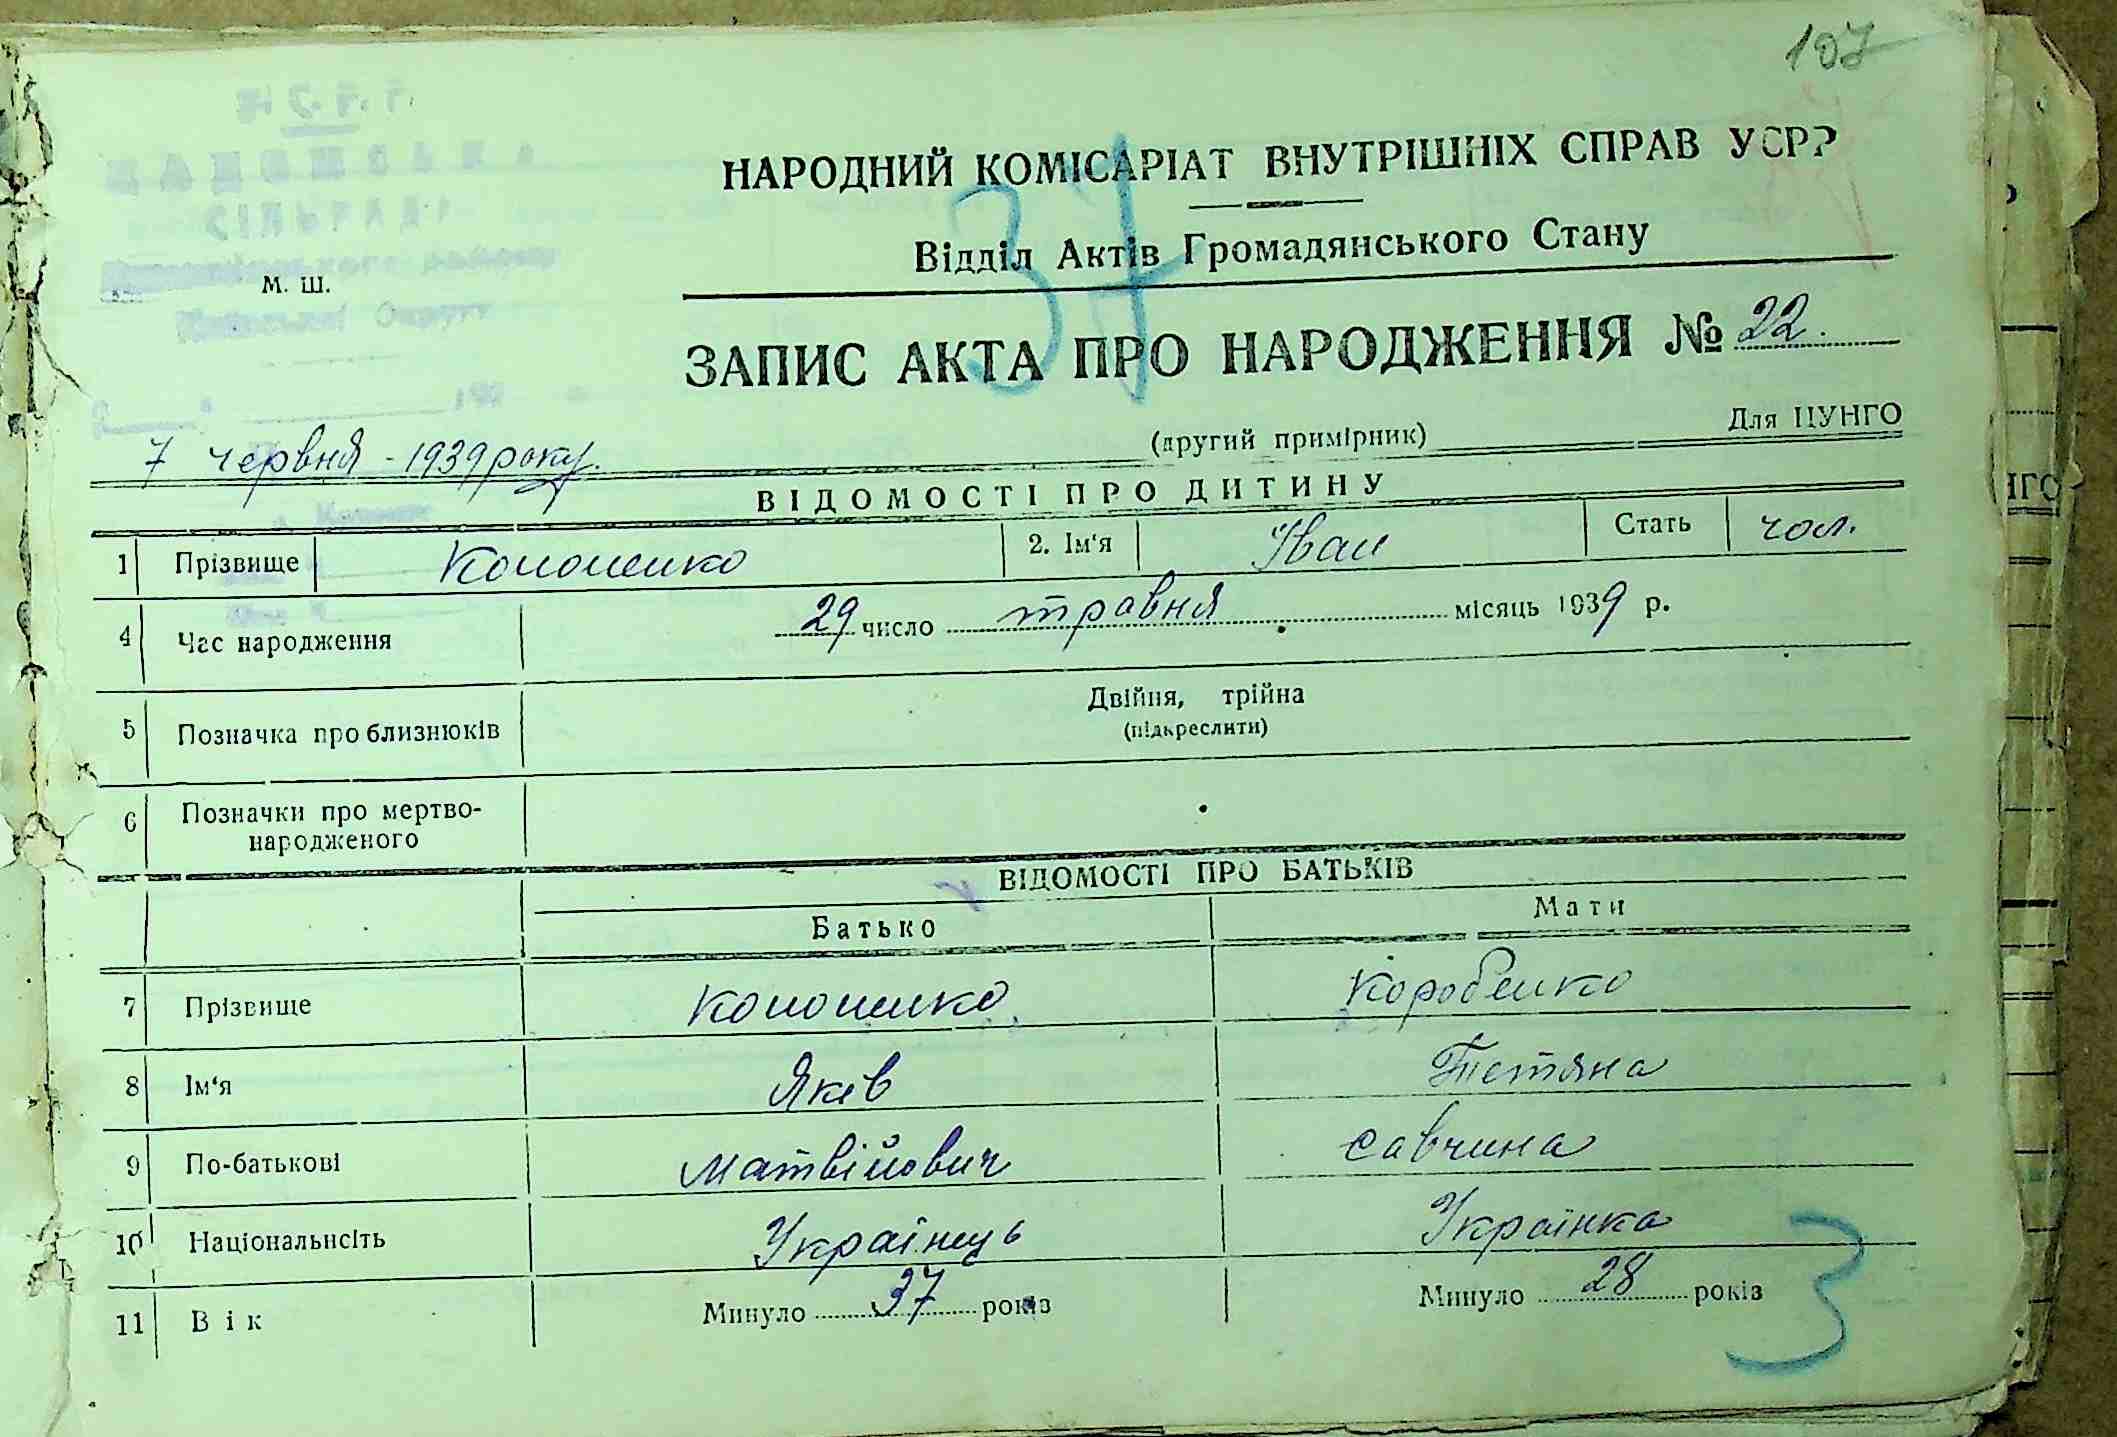 107
НАРОДНИЙ КОМІСАРІАТ ВНУТРІШНІХ СПРАВ УСРР
37
Відділ Актів Громадянського Стану
М. Ш.
ЗАПИС АКТА ПРО НАРОДЖЕННЯ № 22.
(другий примірник) Для ЦУНГО
7 червня - 1939 року.
ВІДОМОСТІ ПРО ДИТИНУ
1 Прізвище Кононенко 2. Ім'я Іван Стать чол.
4 Час народження 29 число травня місяць 1939 р.
5 Позначка про близнюків Двійня, трійна
(підкреслити)
6 Позначки про мертво-
народженого
ВІДОМОСТІ ПРО БАТЬКІВ
Батько Мати
7 Прізвище Кононенко Коробенко
8 Ім'я Яків Тетяна
9 По-батькові Матвійович Савчина
10 Національнсіть Українець Українка
11 Вік Минуло 37 років Минуло 28 років
3